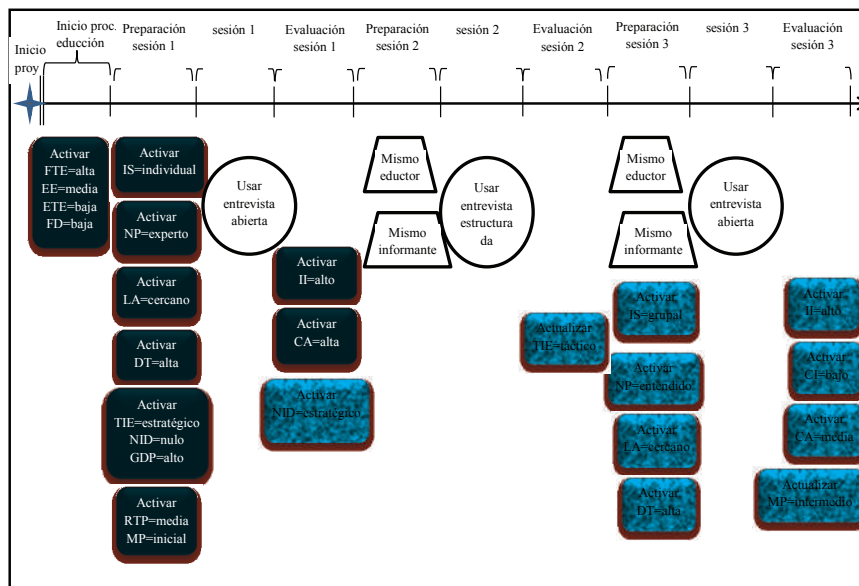 Inicio
proy
Inicio proc.
educción
Preparación
sesión 1
sesión 1
Evaluación
sesión 1
Preparación
sesión 2
sesión 2
Evaluación
sesión 2
Preparación
sesión 3
sesión 3
Evaluación
sesión 3
Activar
FTE=alta
EE=media
ETE=baja
FD=baja
Activar
IS=individual
Activar
NP=experto
Activar
LA=cercano
Activar
DT=alta
Activar
TIE=estratégico
NID=nulo
GDP=alto
Activar
RTP=media
MP=inicial
Usar
entrevista
abierta
Activar
II=alto
Activar
CA=alta
Activar
NID=estratégico
Mismo
eductor
Mismo
informante
Usar
entrevista
estructura
da
Actualizar
TIE=táctico
Mismo
eductor
Mismo
informante
Activar
IS=grupal
Activar
NP=entendido
Activar
LA=cercano
Activar
DT=alta
Usar
entrevista
abierta
Activar
II=alto
Activar
CI=bajo
Activar
CA=media
Actualizar
MP=intermedio